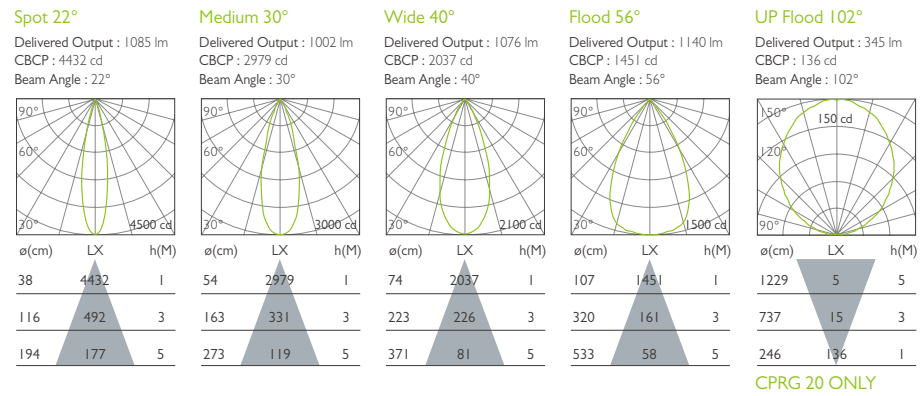 Spot 22°
Delivered Output : 1085 lm
CBCP : 4432 cd
Beam Angle : 22°
90°
60°
30°
4500 cd
ø(cm) LX h(M)
38 4432 1
116 492 3
194 177 5
Medium 30°
Delivered Output : 1002 lm
CBCP : 2979 cd
Beam Angle : 30°
90°
60°
30°
3000 cd
ø(cm) LX h(M)
54 2979 1
163 331 3
273 119 5
Wide 40°
Delivered Output : 1076 lm
CBCP : 2037 cd
Beam Angle : 40°
90°
60°
30°
2100 cd
ø(cm) LX h(M)
74 2037 1
223 226 3
371 81 5
Flood 56°
Delivered Output : 1140 lm
CBCP : 1451 cd
Beam Angle : 56°
90°
60°
30°
1500 cd
ø(cm) LX h(M)
107 1451 1
320 161 3
533 58 5
UP Flood 102°
Delivered Output : 345 lm
CBCP : 136 cd
Beam Angle : 102°
150°
150 cd
120°
90°
ø(cm) LX h(M)
1229 5 5
737 15 3
246 136 1
CPRG 20 ONLY